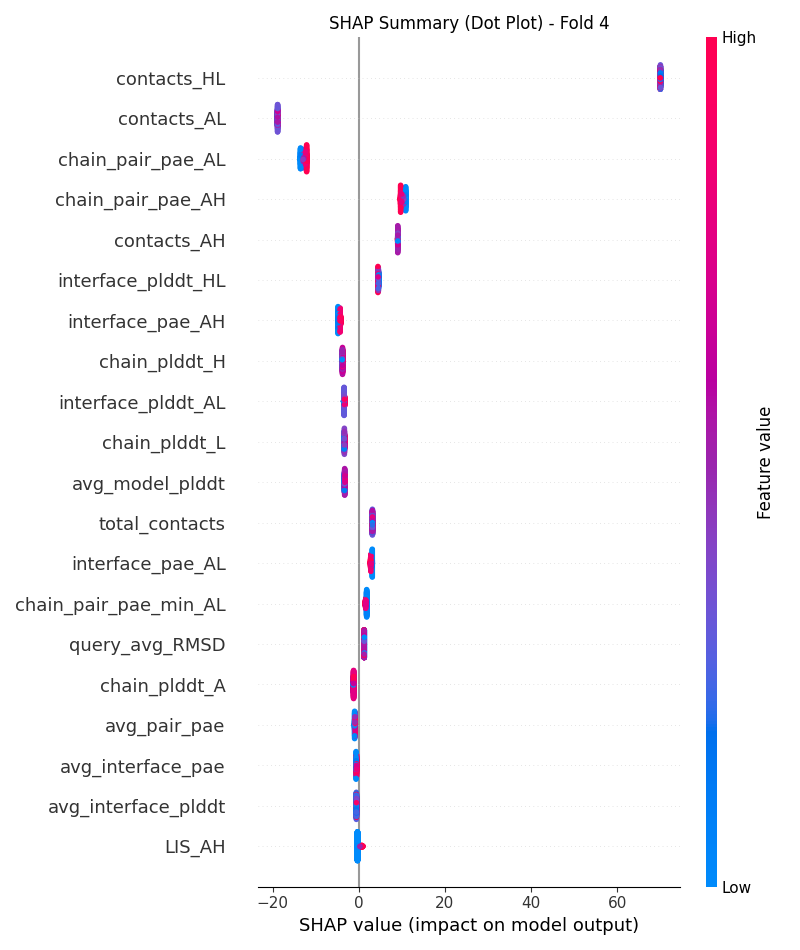 SHAP Summary (Dot Plot) - Fold 4
High
contacts_HL
contacts_AL
chain_pair_pae_AL
chain_pair_pae_AH
contacts_AH
interface_plddt_HL
interface_pae_AH
chain_plddt_H
interface_plddt_AL
chain_plddt_L
avg_model_plddt
total_contacts
interface_pae_AL
chain_pair_pae_min_AL
query_avg_RMSD
chain_plddt_A
avg_pair_pae
avg_interface_pae
avg_interface_plddt
LIS_AH
Feature value
Low
−20 0 20 40 60
SHAP value (impact on model output)